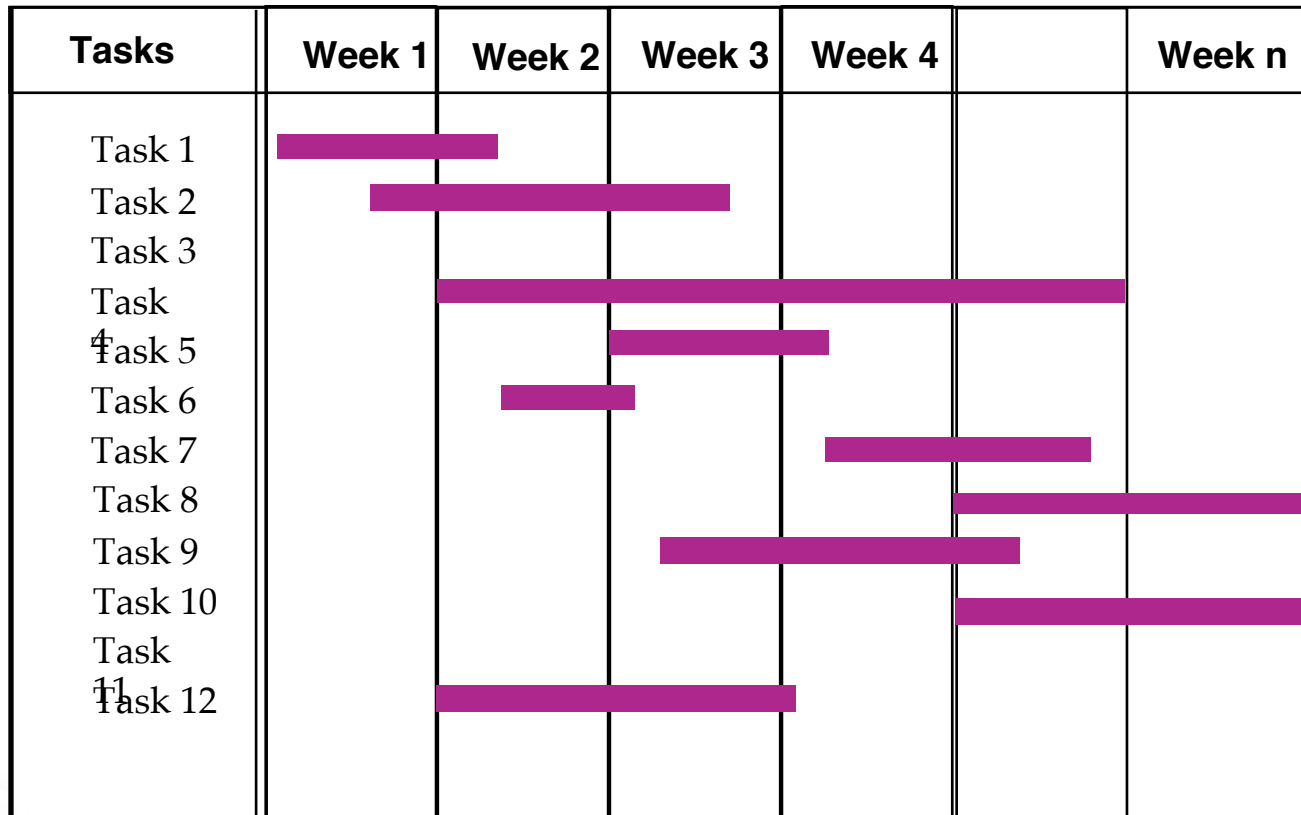 Tasks Week 1 Week 2 Week 3 Week 4 Week n
Task 1
Task 2
Task 3
Task
4
Task 5
Task 6
Task 7
Task 8
Task 9
Task 10
Task
11
Task 12